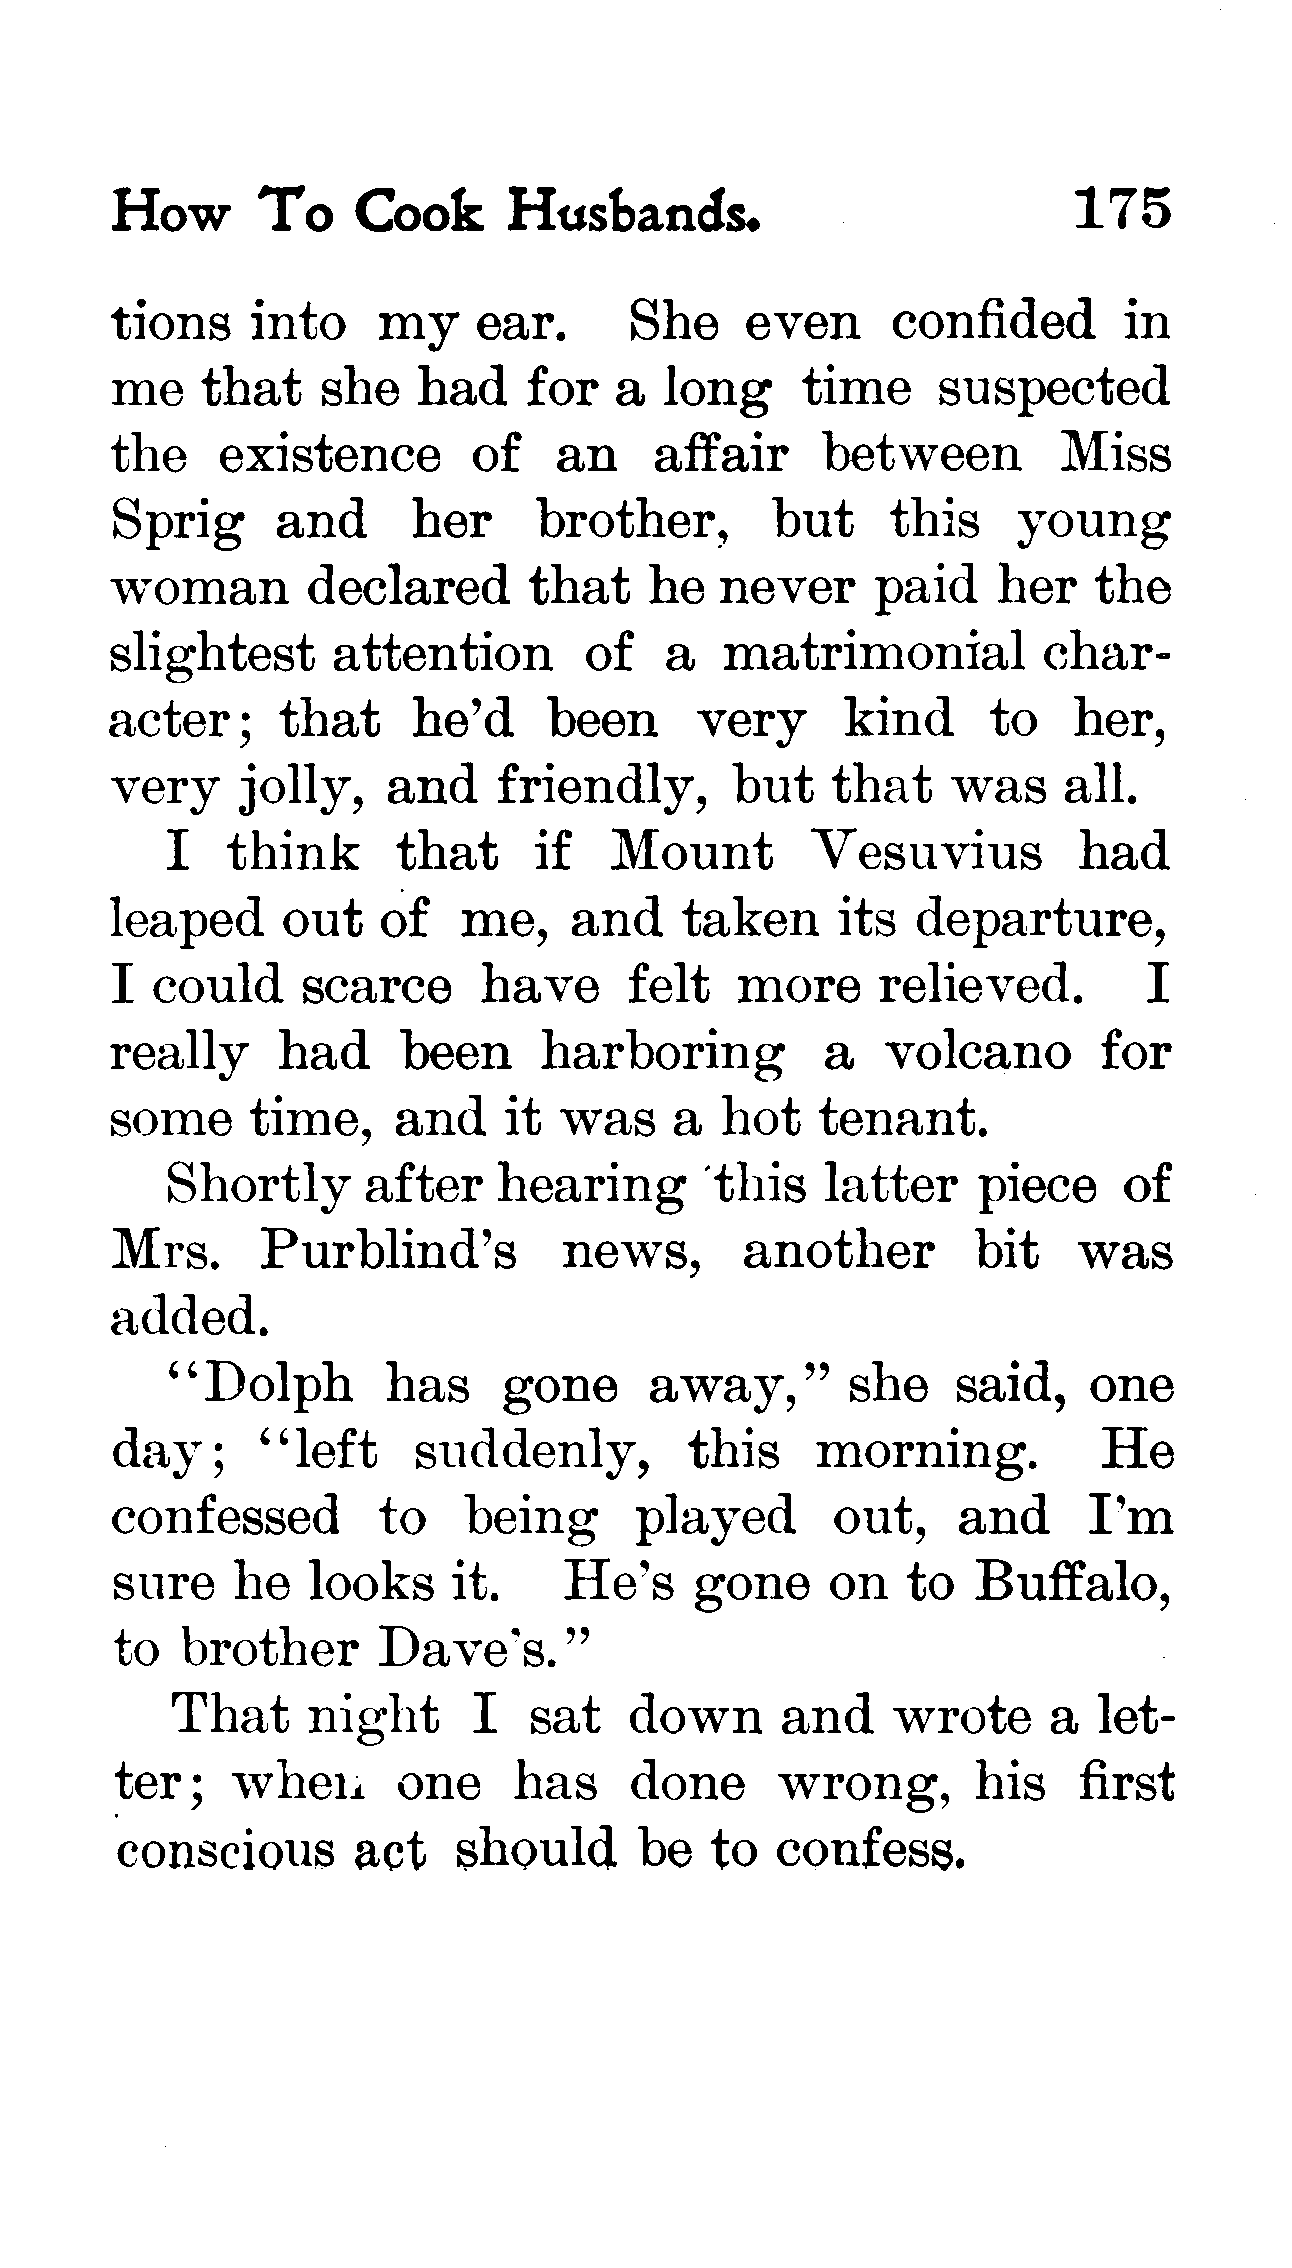 How To Cook Husbands. 175
tions into my ear. She even confided in
me that she had for a long time suspected
the existence of an affair between Miss
Sprig and her brother, but this young
woman declared that he never paid her the
slightest attention of a matrimonial char-
acter; that he'd been very kind to her,
very jolly, and friendly, but that was all.
I think that if Mount Vesuvius had
leaped out of me, and taken its departure,
I could scarce have felt more relieved. I
really had been harboring a volcano for
some time, and it was a hot tenant.
Shortly after hearing this latter piece of
Mrs. Purblind's news, another bit was
added.
"Dolph has gone away," she said, one
day; "left suddenly, this morning. He
confessed to being played out, and I'm
sure he looks it. He's gone on to Buffalo,
to brother Dave's."
That night I sat down and wrote a let-
ter; when one has done wrong, his first
conscious act should be to confess.